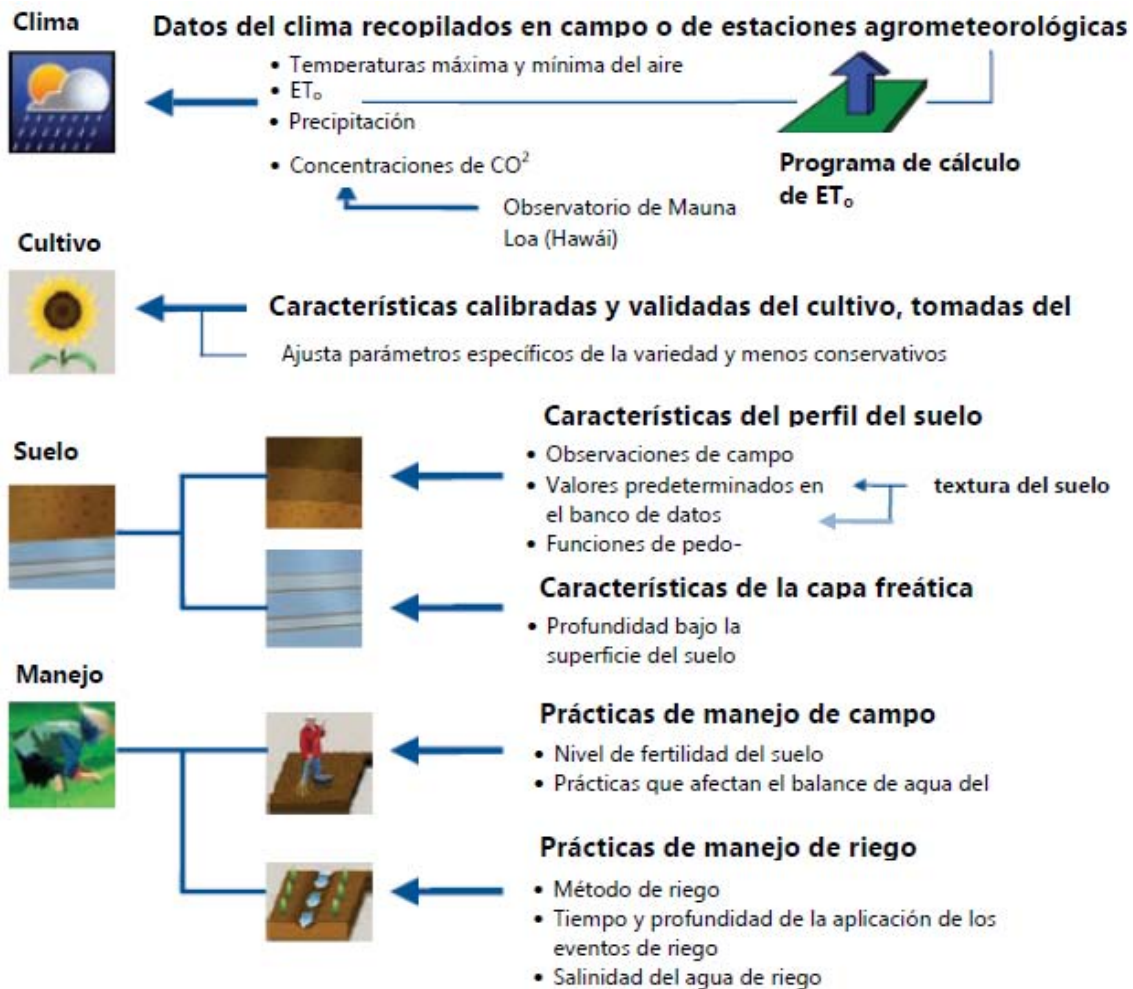 Clima
Datos del clima recopilados en campo o de estaciones agrometeorológicas
• Temperaturas máxima y mínima del aire
• ETₒ
• Precipitación
• Concentraciones de CO²
Programa de cálculo
de ETₒ
Observatorio de Mauna
Loa (Hawái)
Cultivo
Características calibradas y validadas del cultivo, tomadas del
Ajusta parámetros específicos de la variedad y menos conservativos
Suelo
Características del perfil del suelo
• Observaciones de campo
• Valores predeterminados en
el banco de datos
• Funciones de pedo-
textura del suelo
Características de la capa freática
• Profundidad bajo la
superficie del suelo
Manejo
Prácticas de manejo de campo
• Nivel de fertilidad del suelo
• Prácticas que afectan el balance de agua del
Prácticas de manejo de riego
• Método de riego
• Tiempo y profundidad de la aplicación de los
eventos de riego
• Salinidad del agua de riego